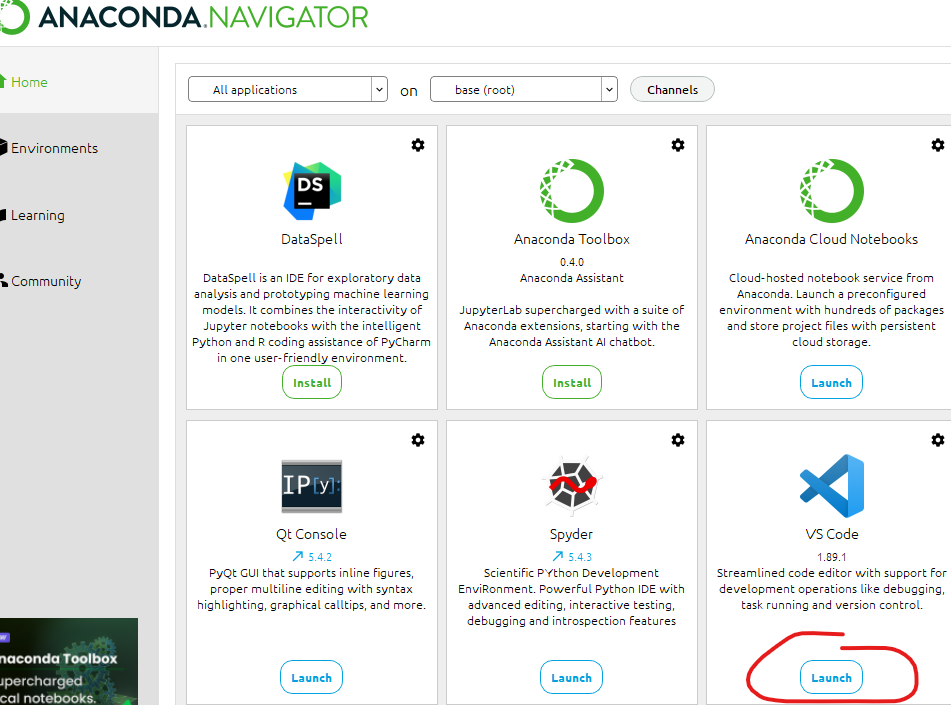 ANACONDA.NAVIGATOR
Home
Environments
Learning
Community
All applications
on
base (root)
Channels
DS
DataSpell
DataSpell is an IDE for exploratory data
analysis and prototyping machine learning
models. It combines the interactivity of
Jupyter notebooks with the intelligent
Python and R coding assistance of PyCharm
in one user-friendly environment.
Install
Anaconda Toolbox
0.4.0
Anaconda Assistant
JupyterLab supercharged with a suite of
Anaconda extensions, starting with the
Anaconda Assistant AI chatbot.
Install
Anaconda Cloud Notebooks
Cloud-hosted notebook service from
Anaconda. Launch a preconfigured
environment with hundreds of packages
and store project files with persistent
cloud storage.
Launch
IP[y]:
Qt Console
5.4.2
PyQt GUI that supports inline figures,
proper multiline editing with syntax
highlighting, graphical calltips, and more.
Launch
Spyder
5.4.3
Scientific PYthon Development
EnviRonment. Powerful Python IDE with
advanced editing, interactive testing,
debugging and introspection features
Launch
VS Code
1.89.1
Streamlined code editor with support for
development operations like debugging,
task running and version control.
Launch
naconda Toolbox
upercharged
cal notebooks.